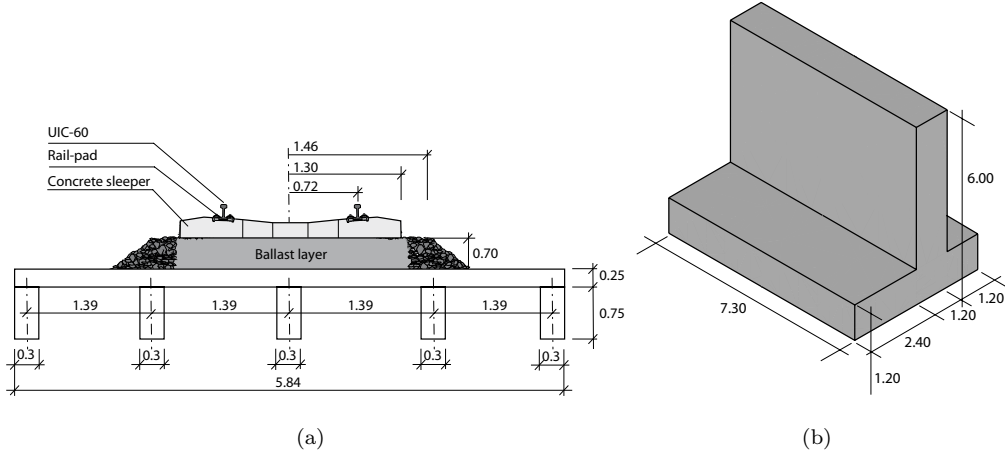 UIC-60
Rail-pad
Concrete sleeper
1.46
1.30
0.72
Ballast layer
0.70
0.25
0.75
1.39 1.39 1.39 1.39
0.3 0.3 0.3 0.3 0.3
5.84
(a)
6.00
7.30
1.20
1.20
2.40
1.20
(b)